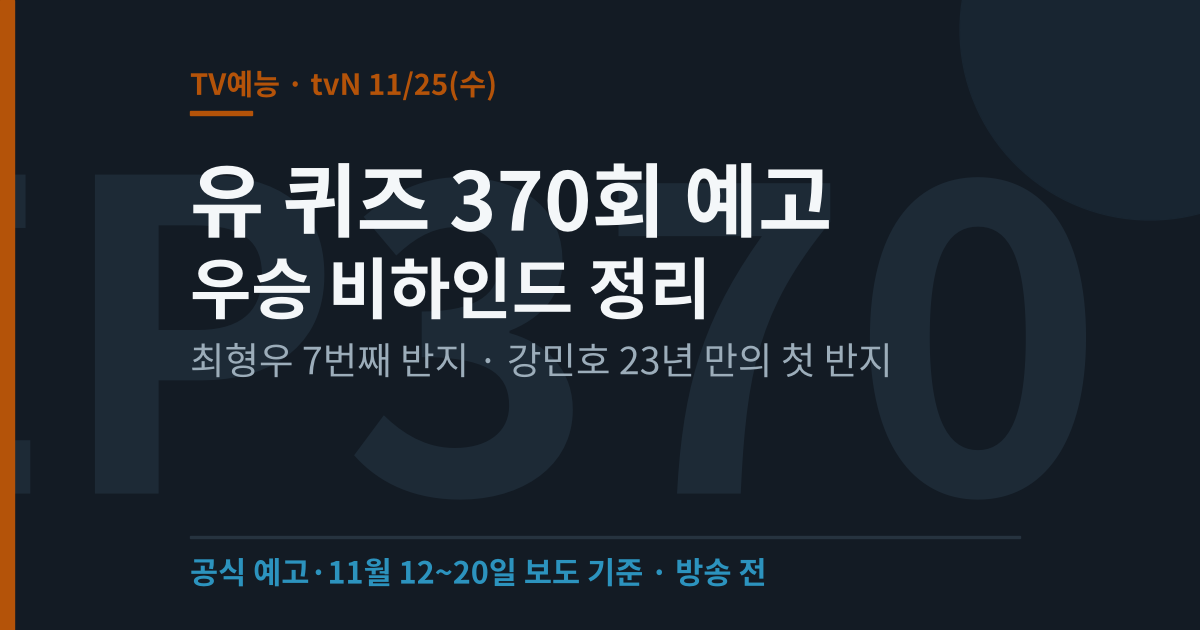 TV예능 · tvN 11/25(수)
유 퀴즈 370회 예고
우승 비하인드 정리
최형우 7번째 반지 · 강민호 23년 만의 첫 반지
EP370
공식 예고·11월 12~20일 보도 기준 · 방송 전